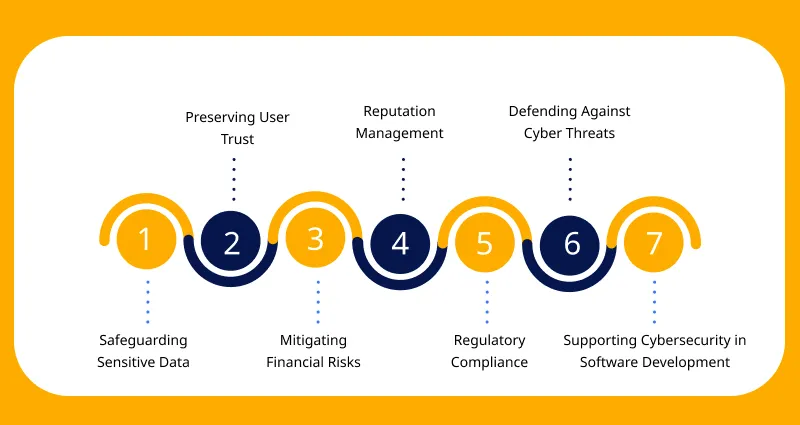 Preserving User
Trust
Reputation
Management
Defending Against
Cyber Threats
1
2
3
4
5
6
7
Safeguarding
Sensitive Data
Mitigating
Financial Risks
Regulatory
Compliance
Supporting Cybersecurity in
Software Development